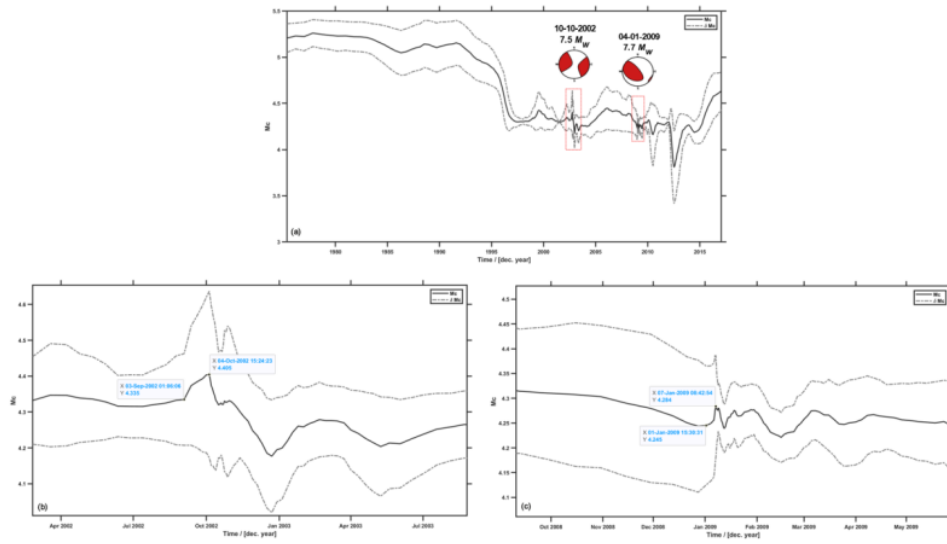 10-10-2002
7.5 Mw
04-01-2009
7.7 Mw
Mc
δ Mc
5.5
5
4.5
4
3.5
3
Mc
(a)
1980
1985
1990
1995
2000
2005
2010
2015
Time / [dec. year]
Mc
δ Mc
4.6
4.5
4.4
4.3
4.2
4.1
Mc
X 04-Oct-2002 15:24:23
Y 4.405
X 03-Sep-2002 01:00:08
Y 4.333
(b)
Apr 2002
Jul 2002
Oct 2002
Jan 2003
Apr 2003
Jul 2003
Time / [dec. year]
Mc
δ Mc
4.5
4.45
4.4
4.35
4.3
4.25
4.2
4.15
4.1
Mc
X 07-Jan-2009 08:42:54
Y 4.284
X 01-Jan-2009 15:30:31
Y 4.245
(c)
Oct 2008
Nov 2008
Dec 2008
Jan 2009
Feb 2009
Mar 2009
Apr 2009
May 2009
Time / [dec. year]